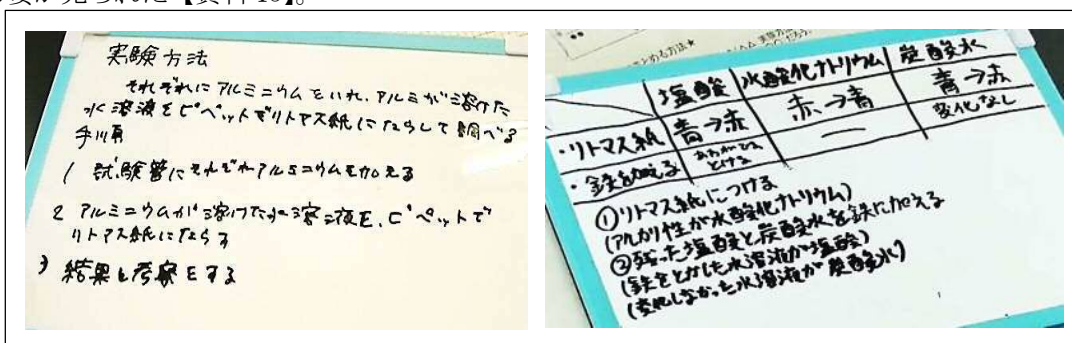 実験方法
それぞれにアルミニウムをいれ、アルミが溶けた
水溶液をピペットでリトマス紙にたらして調べる
手順
1 試験管にそれぞれアルミニウムを加える
2 アルミニウムが溶けた水溶液を、ピペットで
リトマス紙にたらす
3 結果と考察をする
塩酸 水酸化ナトリウム 炭酸水
・リトマス紙 青→赤 赤→青 青→赤
・鉄を加える あわがでる とける ― 変化なし
①リトマス紙につける
(アルカリ性が水酸化ナトリウム)
②残った塩酸と炭酸水を鉄に加える
(鉄をとかした水溶液が塩酸)
(変化しなかった水溶液が炭酸水)